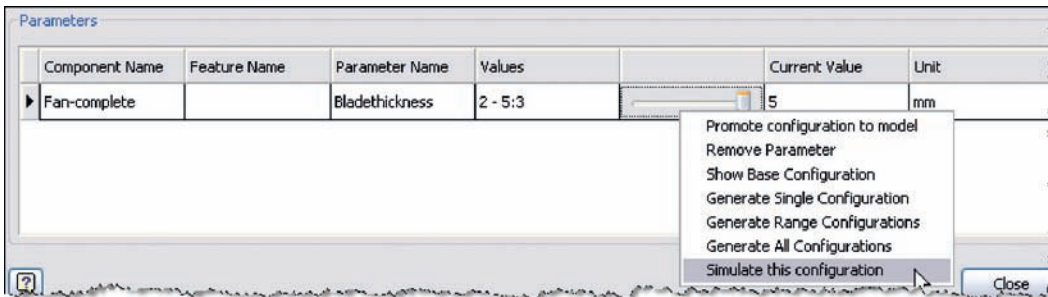 Parameters
Component Name Feature Name Parameter Name Values Current Value Unit
Fan-complete Bladethickness 2 - 5:3 5 mm
Promote configuration to model
Remove Parameter
Show Base Configuration
Generate Single Configuration
Generate Range Configurations
Generate All Configurations
Simulate this configuration
? Close